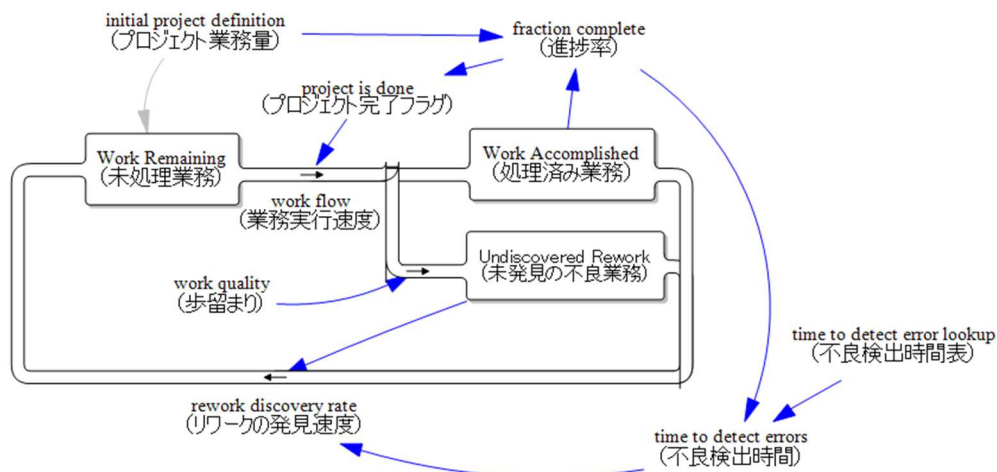 initial project definition
(プロジェクト業務量)
fraction complete
(進捗率)
project is done
(プロジェクト完了フラグ)
Work Remaining
(未処理業務)
Work Accomplished
(処理済み業務)
work flow
(業務実行速度)
Undiscovered Rework
(未発見の不良業務)
work quality
(歩留まり)
time to detect error lookup
(不良検出時間表)
rework discovery rate
(リワークの発見速度)
time to detect errors
(不良検出時間)